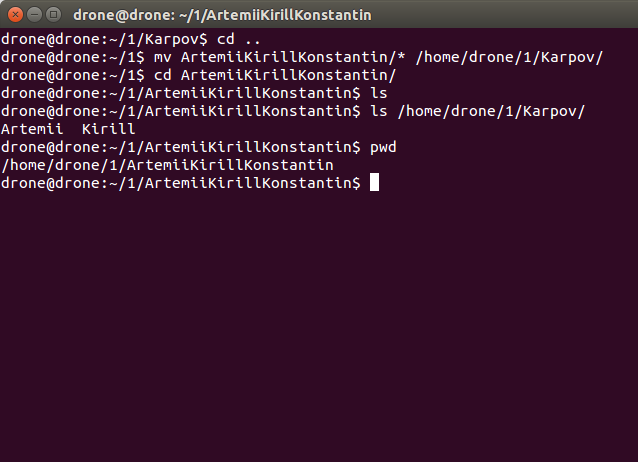 drone@drone: ~/1/ArtemiiKirillKonstantin
drone@drone:~/1/Karpov$ cd ..
drone@drone:~/1$ mv ArtemiiKirillKonstantin/* /home/drone/1/Karpov/
drone@drone:~/1$ cd ArtemiiKirillKonstantin/
drone@drone:~/1/ArtemiiKirillKonstantin$ ls
drone@drone:~/1/ArtemiiKirillKonstantin$ ls /home/drone/1/Karpov/
Artemii  Kirill
drone@drone:~/1/ArtemiiKirillKonstantin$ pwd
/home/drone/1/ArtemiiKirillKonstantin
drone@drone:~/1/ArtemiiKirillKonstantin$